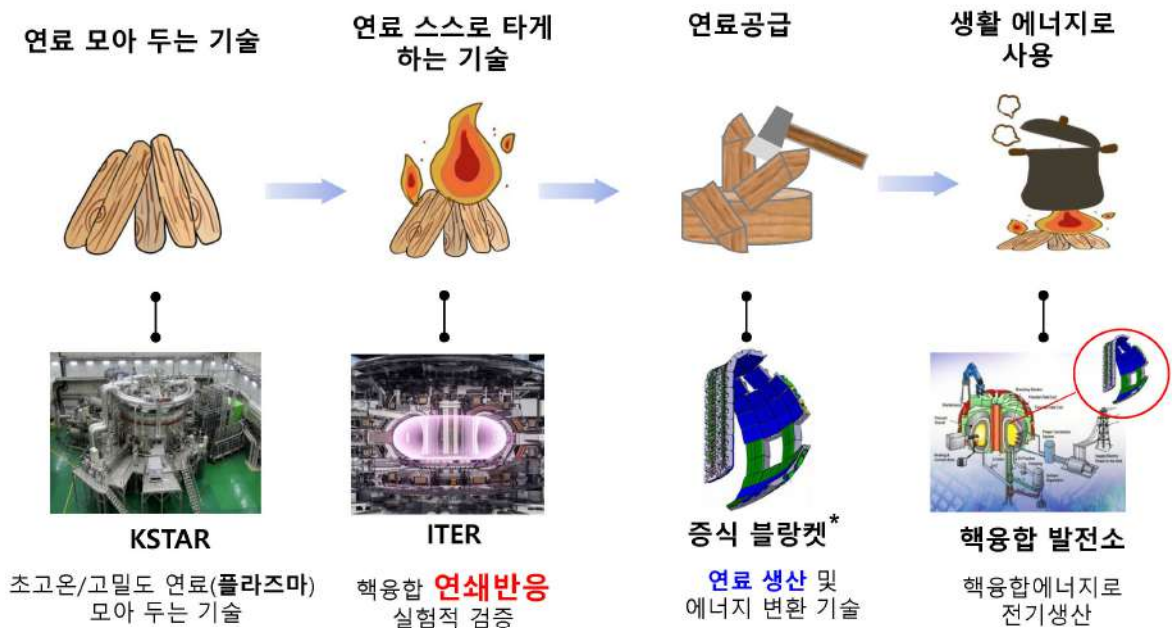 연료 모아 두는 기술
연료 스스로 타게
하는 기술
연료공급
생활 에너지로
사용
KSTAR
초고온/고밀도 연료(플라즈마)
모아 두는 기술
ITER
핵융합 연쇄반응
실험적 검증
증식 블랑켓*
연료 생산 및
에너지 변환 기술
핵융합 발전소
핵융합에너지로
전기생산